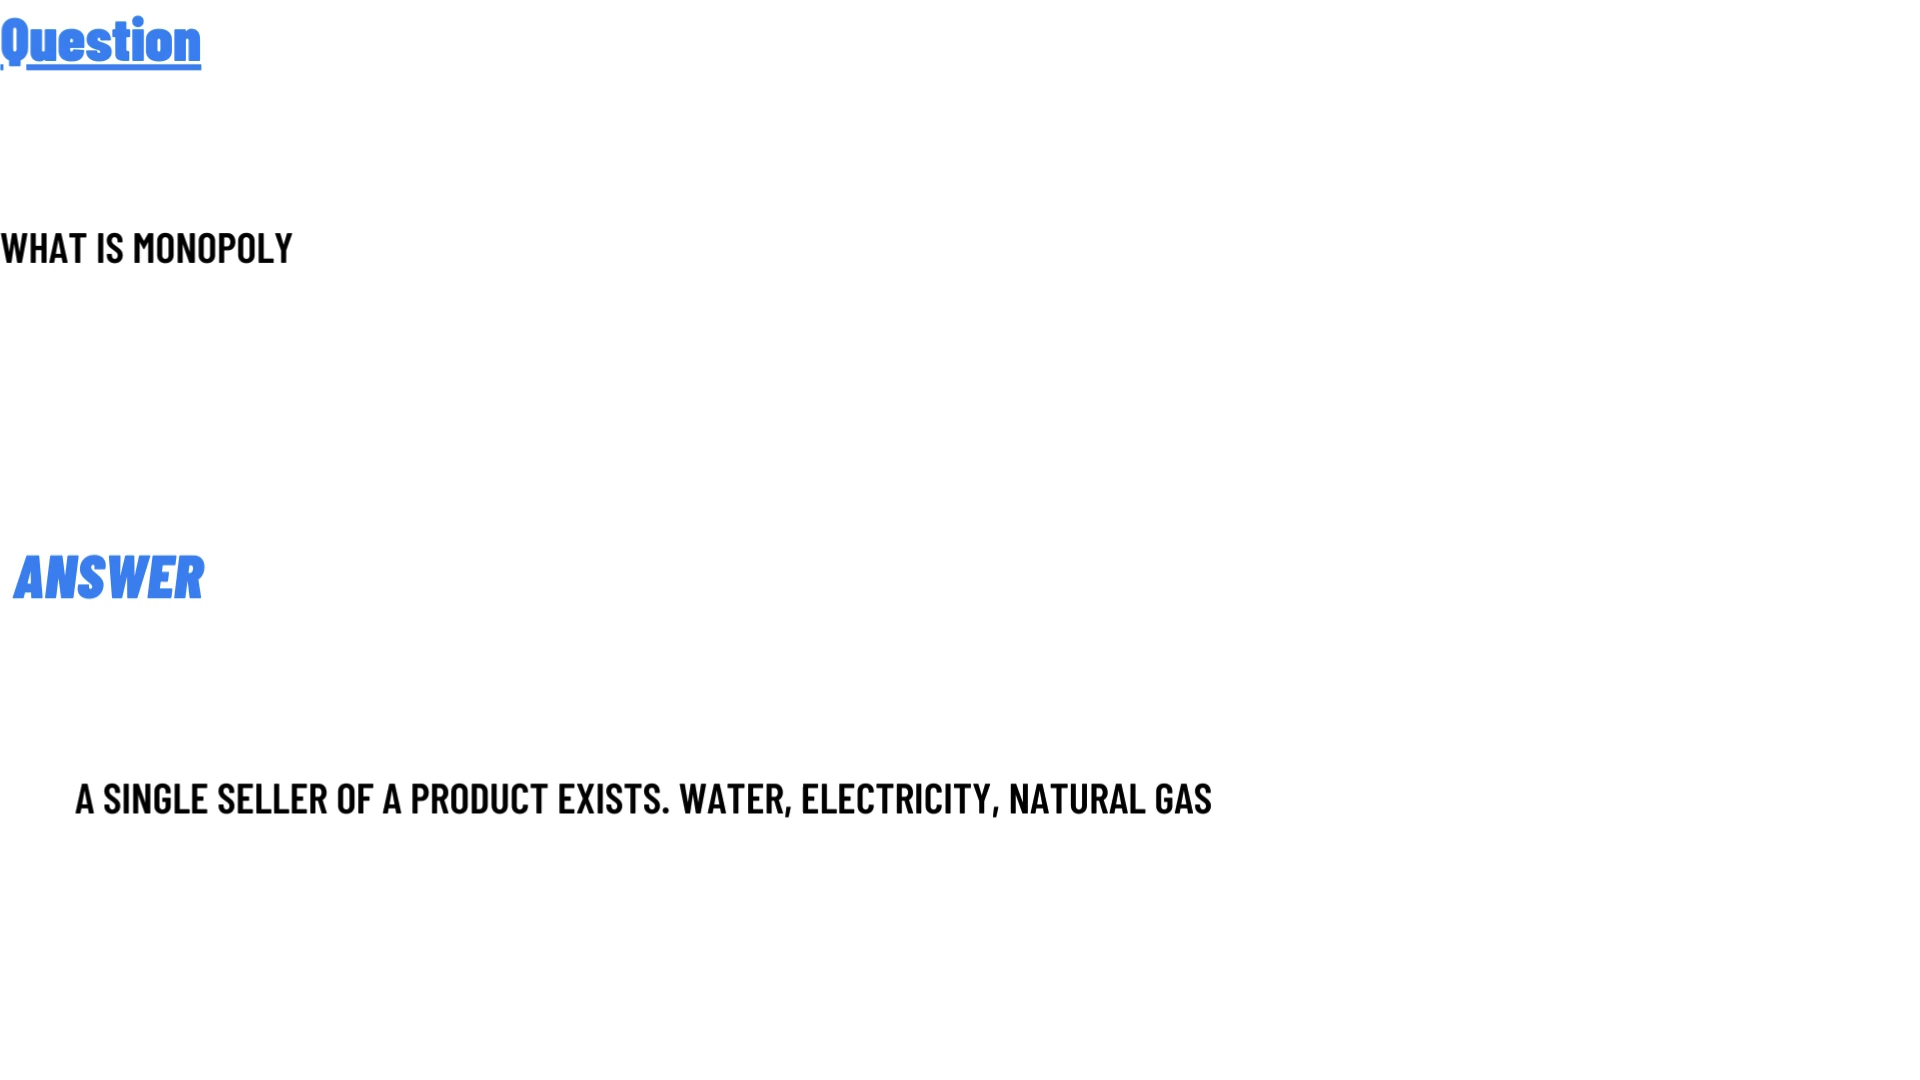 Question
WHAT IS MONOPOLY
ANSWER
A SINGLE SELLER OF A PRODUCT EXISTS. WATER, ELECTRICITY, NATURAL GAS